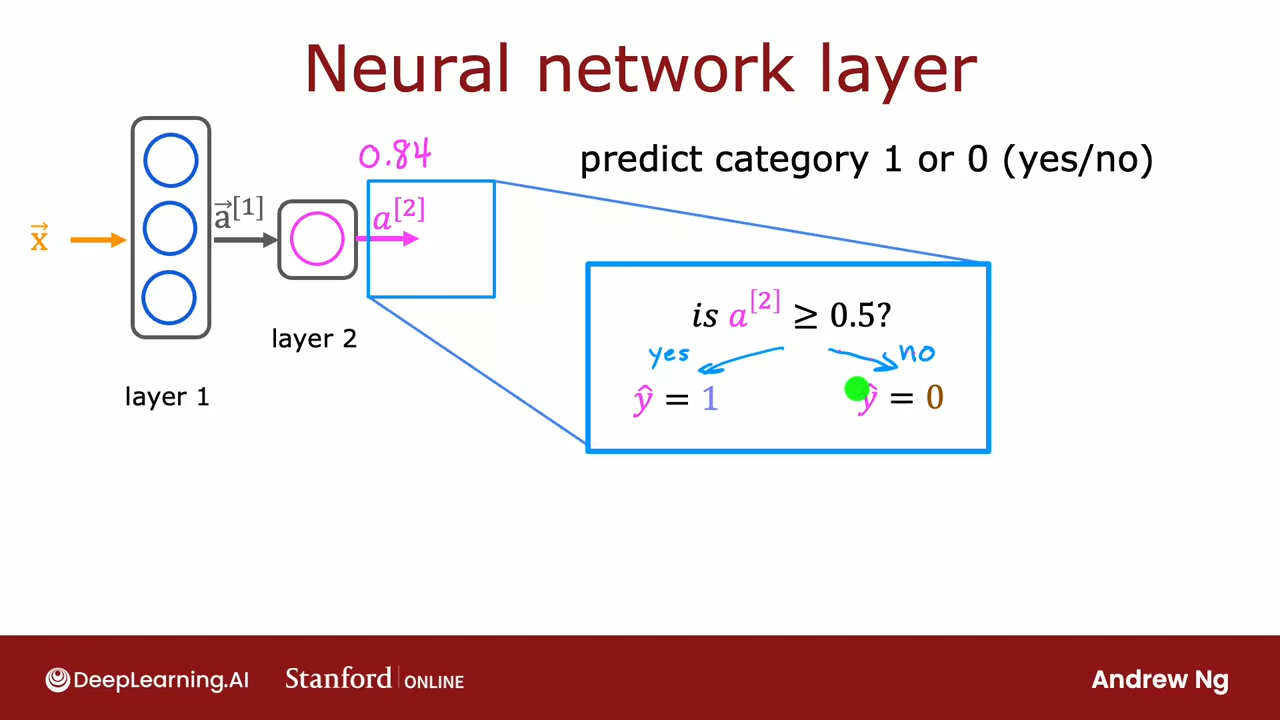 Neural network layer
0.84
predict category 1 or 0 (yes/no)
x⃗
a⃗[1]
a[2]
layer 2
layer 1
is a[2] ≥ 0.5?
yes
no
ŷ = 1
ŷ = 0
DeepLearning.AI
Stanford | ONLINE
Andrew Ng